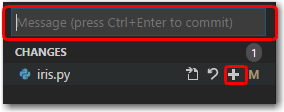 Message (press Ctrl+Enter to commit)
CHANGES 1
iris.py M